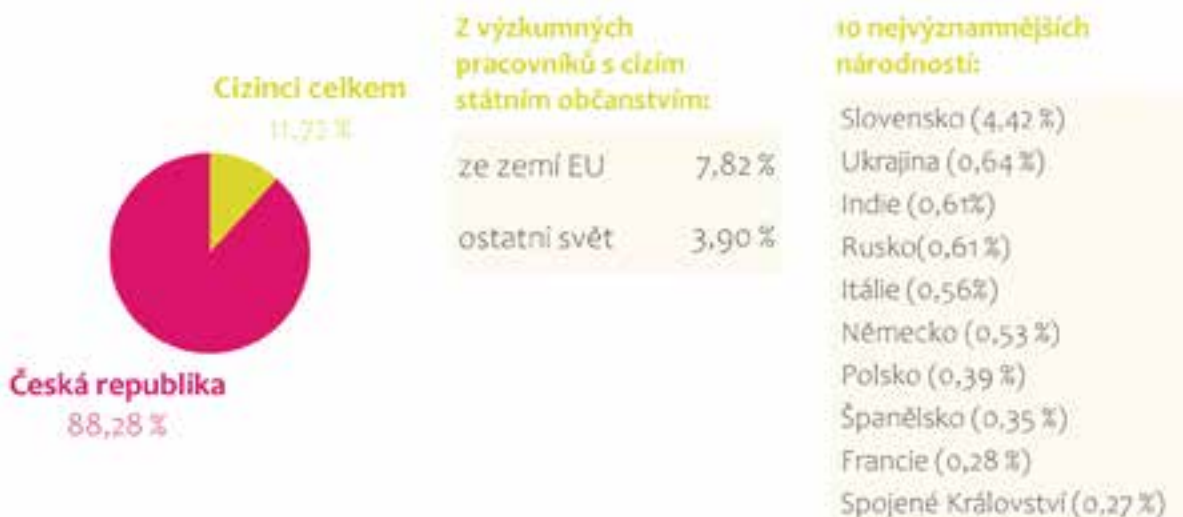 Cizinci celkem
11,72 %
Česká republika
88,28 %
Z výzkumných
pracovníků s cizím
státním občanstvím:
ze zemí EU 7,82 %
ostatní svět 3,90 %
10 nejvýznamnějších
národností:
Slovensko (4,42 %)
Ukrajina (0,64 %)
Indie (0,61%)
Rusko(0,61 %)
Itálie (0,56%)
Německo (0,53 %)
Polsko (0,39 %)
Španělsko (0,35 %)
Francie (0,28 %)
Spojené Království (0,27 %)